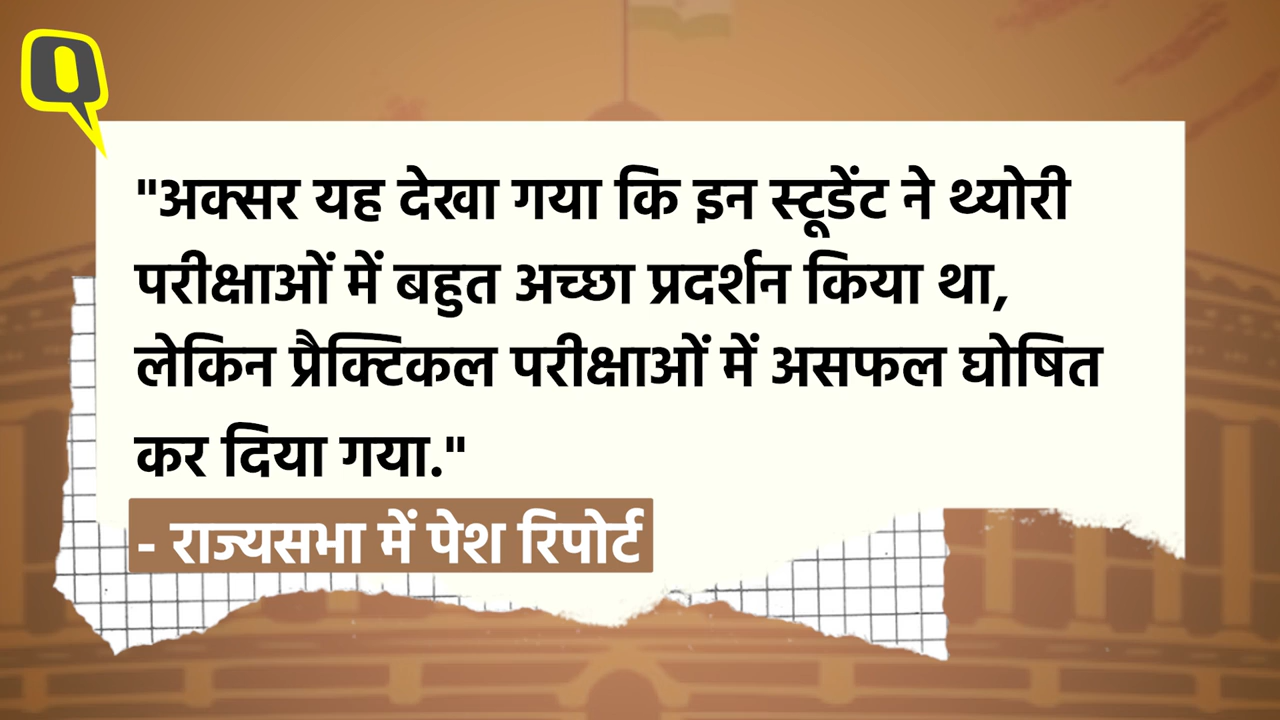 "अक्सर यह देखा गया कि इन स्टूडेंट ने थ्योरी
परीक्षाओं में बहुत अच्छा प्रदर्शन किया था,
लेकिन प्रैक्टिकल परीक्षाओं में असफल घोषित
कर दिया गया."
- राज्यसभा में पेश रिपोर्ट